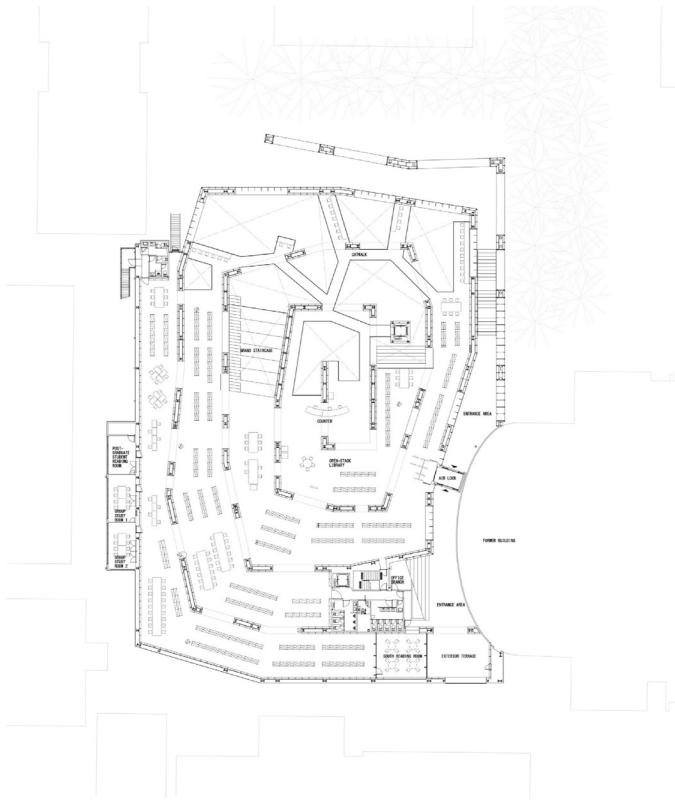 CATWALK
GRAND STAIRCASE
ENTRANCE AREA
COUNTER
POST-
GRADUATE
STUDENT
READING
ROOM
OPEN-STACK
LIBRARY
AIR LOCK
GROUP
STUDY
ROOM 1
FORMER BUILDING
GROUP
STUDY
ROOM 2
OFFICE
BRANCH
ENTRANCE AREA
SOUTH READING ROOM
EXTERIOR TERRACE